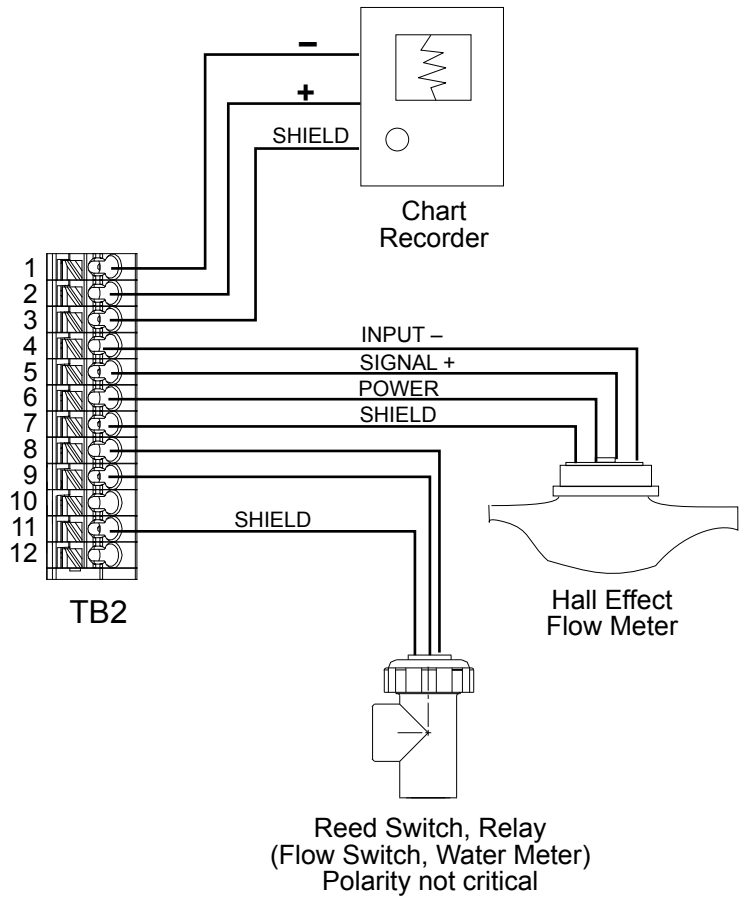 –
+
SHIELD
Chart
Recorder
1
2
3
4
5
6
7
8
9
10
11
12
INPUT –
SIGNAL +
POWER
SHIELD
SHIELD
TB2
Hall Effect
Flow Meter
Reed Switch, Relay
(Flow Switch, Water Meter)
Polarity not critical